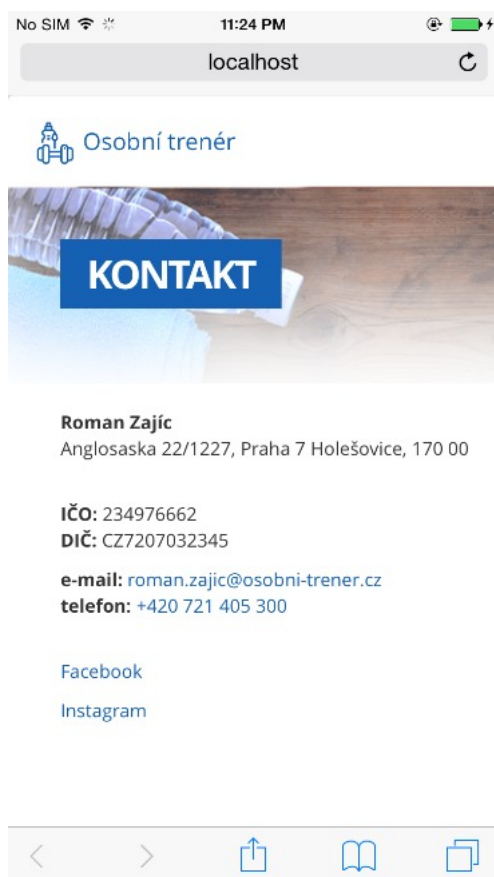 No SIM 11:24 PM
localhost
Osobní trenér
KONTAKT
Roman Zajíc
Anglosaska 22/1227, Praha 7 Holešovice, 170 00
IČO: 234976662
DIČ: CZ7207032345
e-mail: roman.zajic@osobni-trener.cz
telefon: +420 721 405 300
Facebook
Instagram